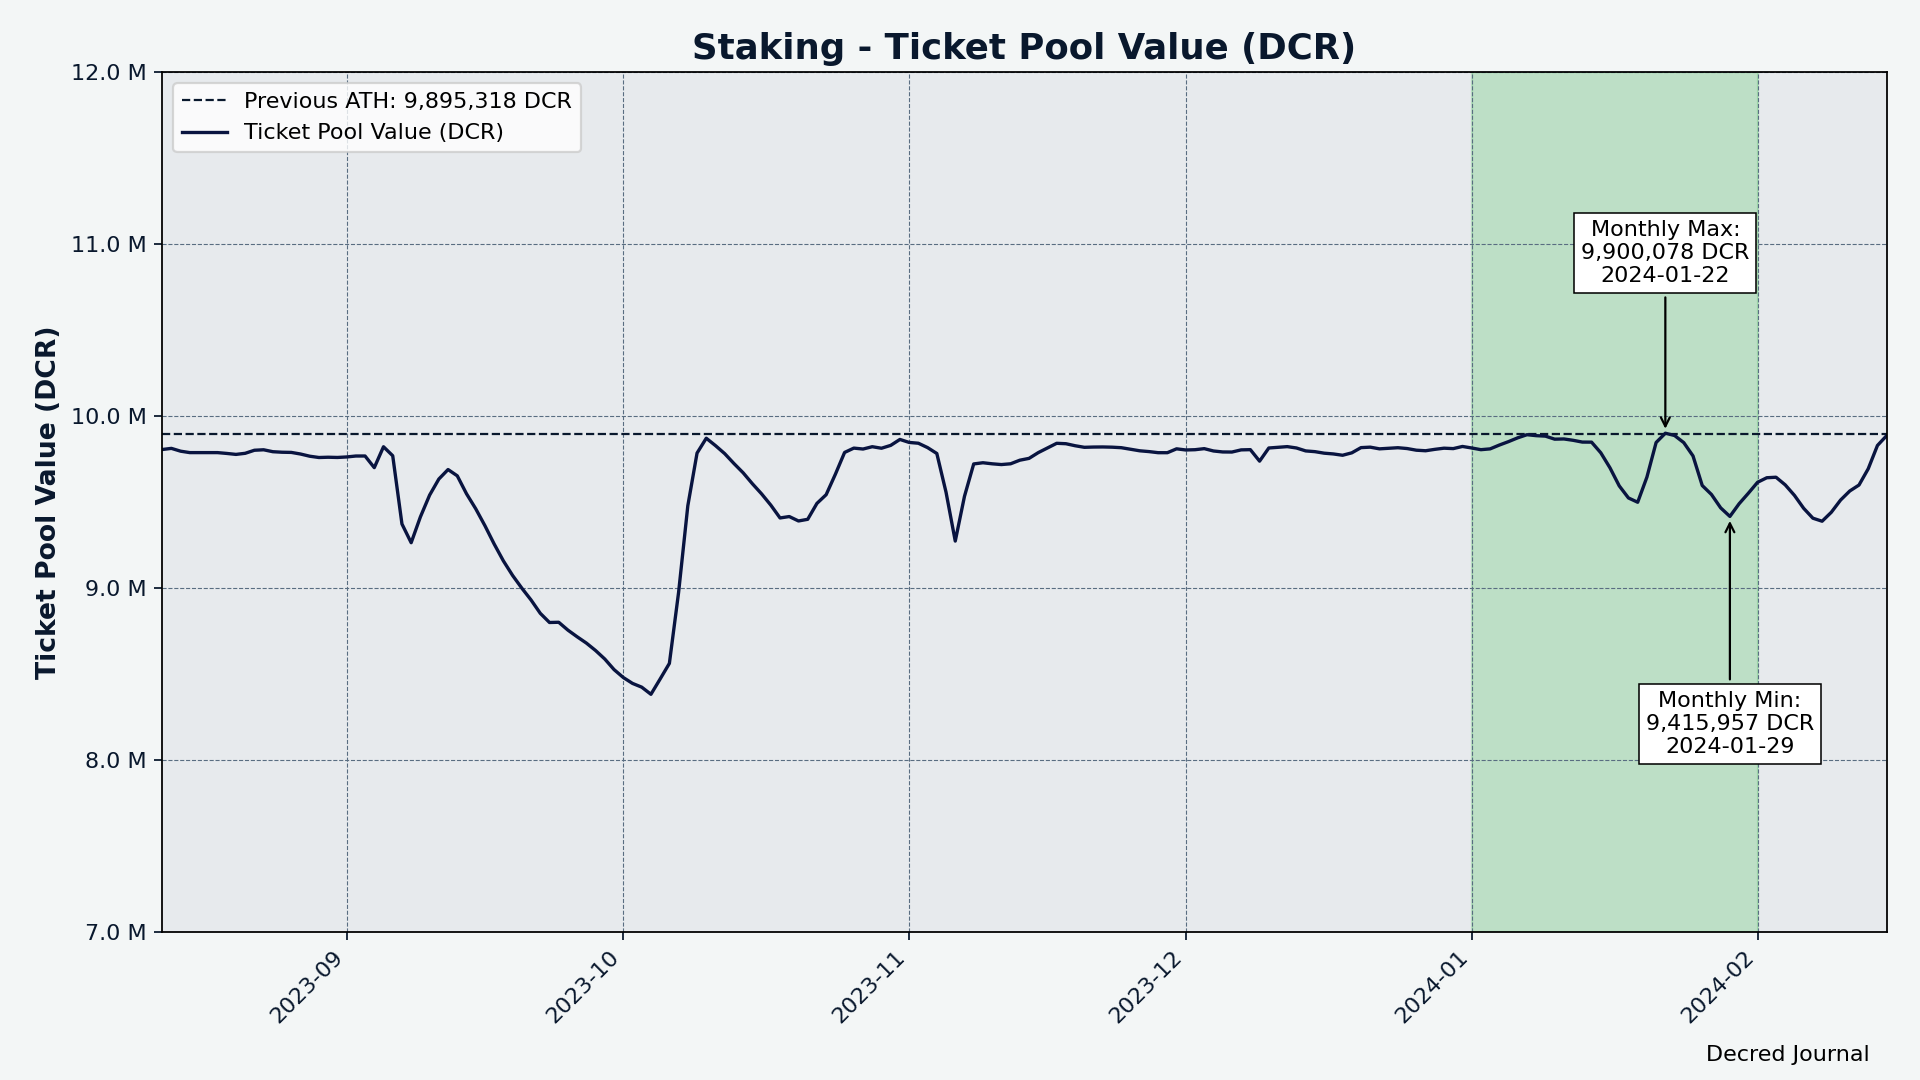 Staking - Ticket Pool Value (DCR)
Ticket Pool Value (DCR)
12.0 M
11.0 M
10.0 M
9.0 M
8.0 M
7.0 M
Previous ATH: 9,895,318 DCR
Ticket Pool Value (DCR)
Monthly Max:
9,900,078 DCR
2024-01-22
Monthly Min:
9,415,957 DCR
2024-01-29
2023-09
2023-10
2023-11
2023-12
2024-01
2024-02
Decred Journal